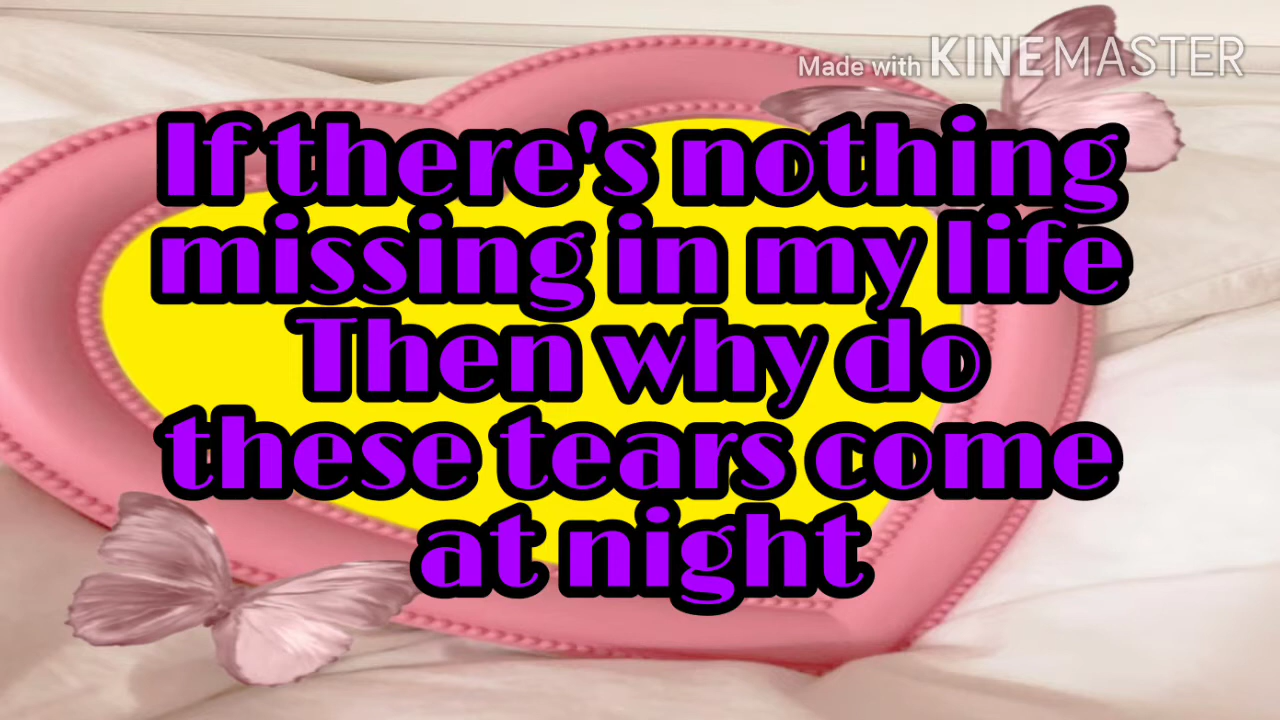 Made with KINEMASTER
If there's nothing
missing in my life
Then why do
these tears come
at night